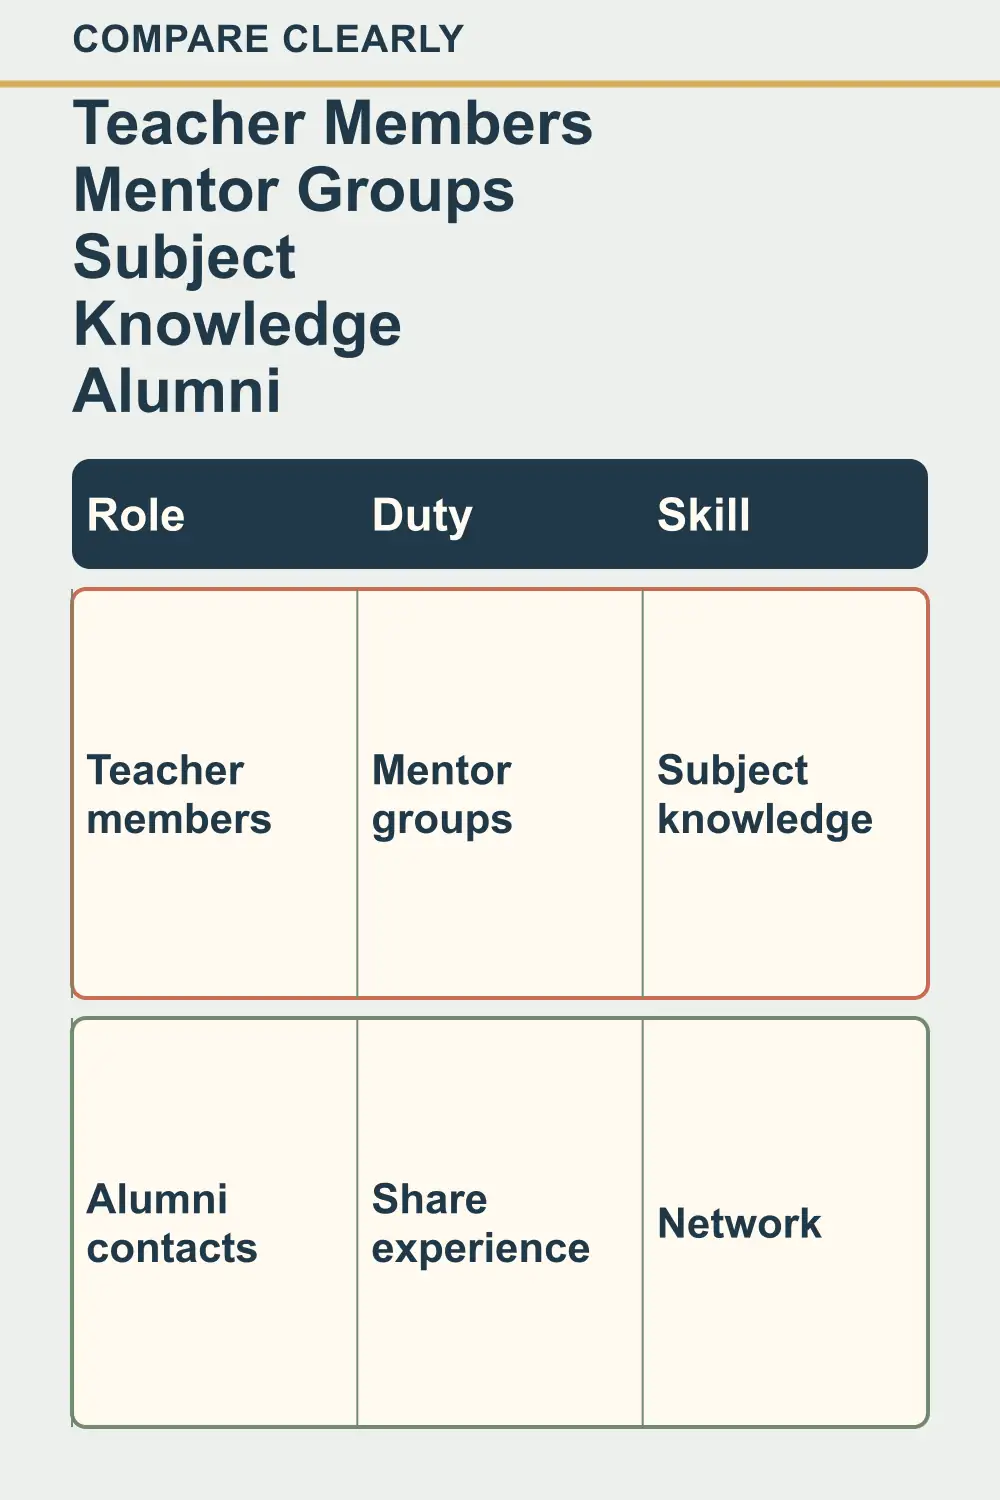 COMPARE CLEARLY
Teacher Members
Mentor Groups
Subject
Knowledge
Alumni
Role Duty Skill
Teacher
members
Mentor
groups
Subject
knowledge
Alumni
contacts
Share
experience
Network